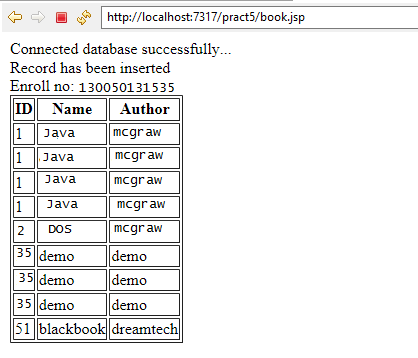 http://localhost:7317/pract5/book.jsp
Connected database successfully...
Record has been inserted
Enroll no: 130050131535
ID Name Author
1 Java mcgraw
1 Java mcgraw
1 Java mcgraw
1 Java mcgraw
2 DOS mcgraw
35 demo demo
35 demo demo
35 demo demo
51 blackbook dreamtech